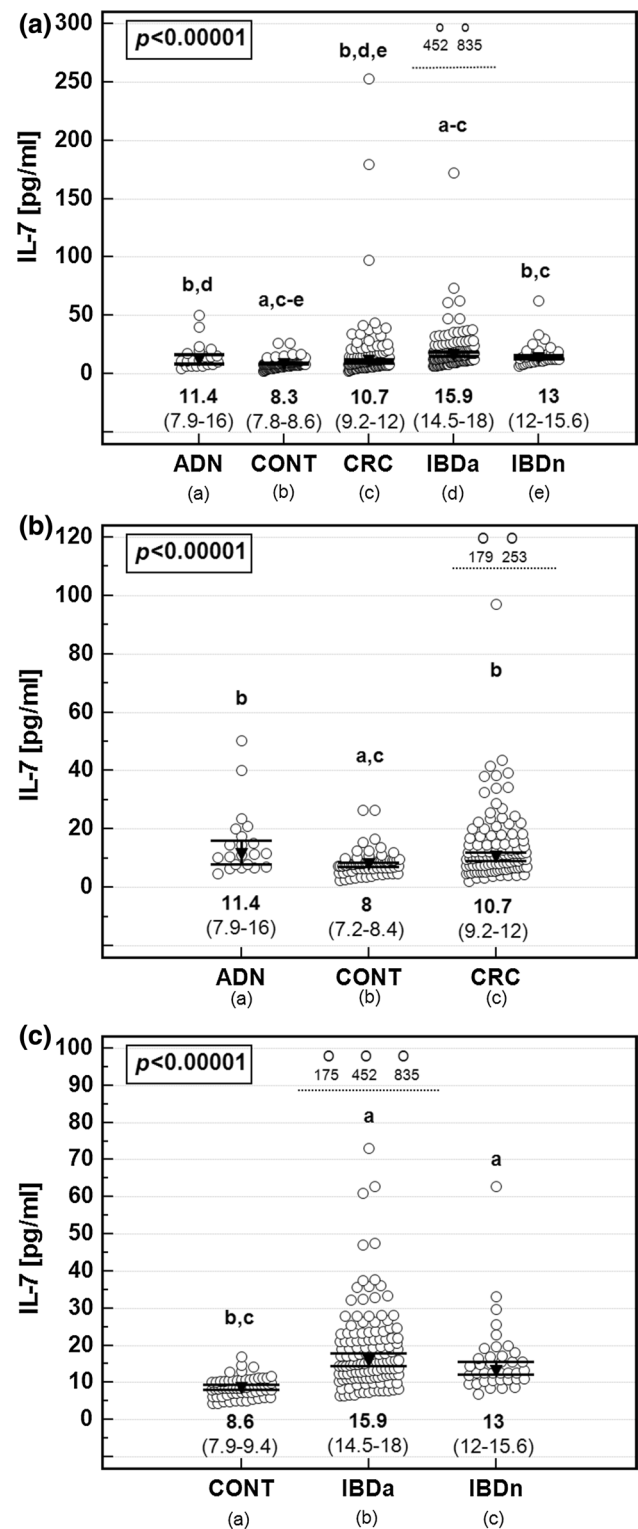 (a)
p<0.00001
452 835
b,d,e
a-c
b,d
a,c-e
b,c
300
250
200
150
100
50
0
IL-7 [pg/ml]
11.4 8.3 10.7 15.9 13
(7.9-16) (7.8-8.6) (9.2-12) (14.5-18) (12-15.6)
ADN CONT CRC IBDa IBDn
(a) (b) (c) (d) (e)
(b)
p<0.00001
179 253
b
b
a,c
120
100
80
60
40
20
0
IL-7 [pg/ml]
11.4 8 10.7
(7.9-16) (7.2-8.4) (9.2-12)
ADN CONT CRC
(a) (b) (c)
(c)
p<0.00001
175 452 835
a
a
b,c
100
90
80
70
60
50
40
30
20
10
0
IL-7 [pg/ml]
8.6 15.9 13
(7.9-9.4) (14.5-18) (12-15.6)
CONT IBDa IBDn
(a) (b) (c)